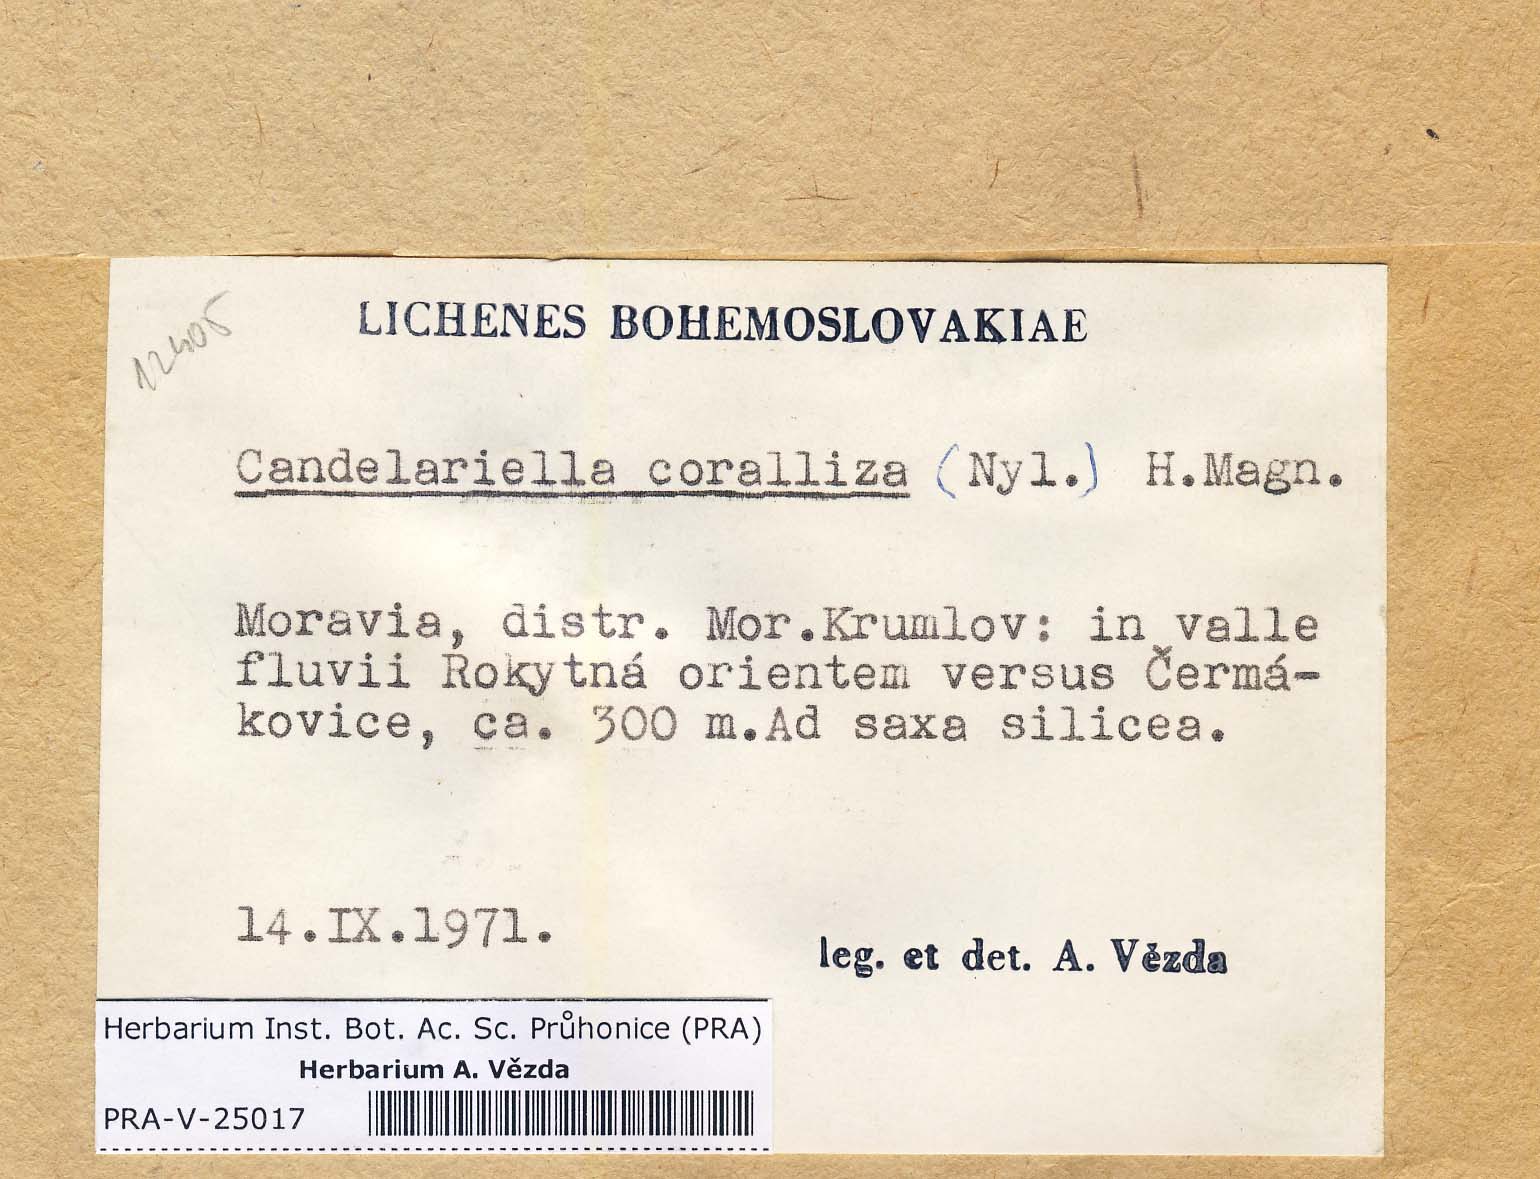 12405
LICHENES BOHEMOSLOVAKIAE
Candelariella coralliza (Nyl.) H.Magn.
Moravia, distr. Mor.Krumlov: in valle
fluvii Rokytná orientem versus Čermá-
kovice, ca. 300 m.Ad saxa silicea.
14.IX.1971.
leg. et det. A. Vězda
Herbarium Inst. Bot. Ac. Sc. Průhonice (PRA)
Herbarium A. Vězda
PRA-V-25017